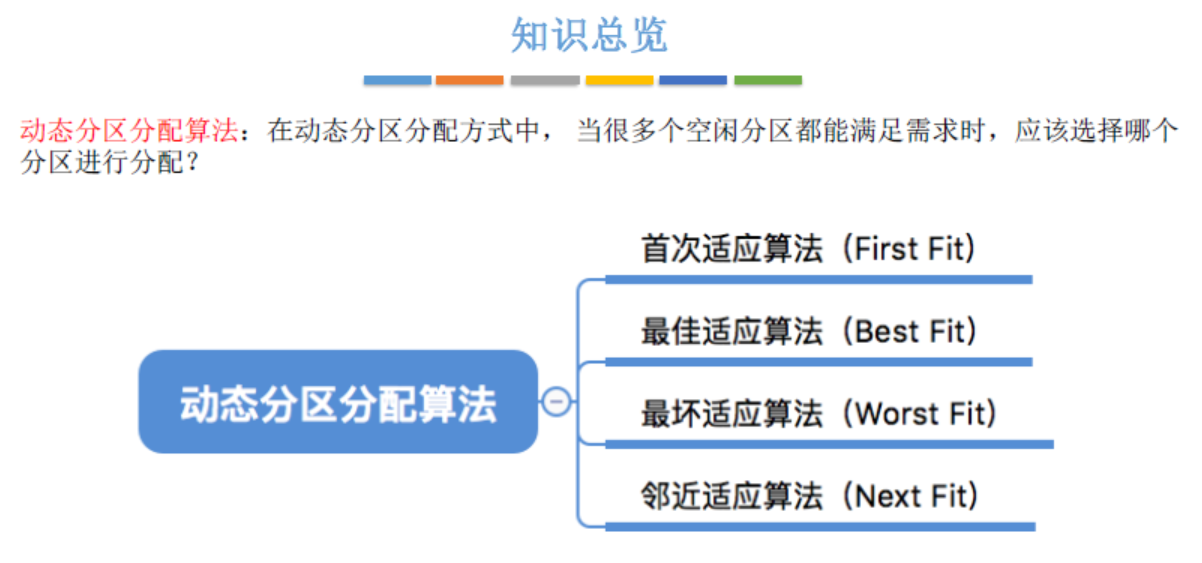 知识总览
动态分区分配算法：在动态分区分配方式中， 当很多个空闲分区都能满足需求时，应该选择哪个
分区进行分配？
首次适应算法（First Fit）
最佳适应算法（Best Fit）
动态分区分配算法
最坏适应算法（Worst Fit）
邻近适应算法（Next Fit）